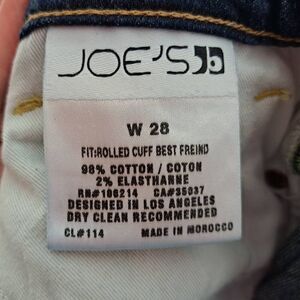 JOE'S
W 28
FIT:ROLLED CUFF BEST FREIND
98% COTTON / COTON
2% ELASTHANNE
RN#106214 CA#35037
DESIGNED IN LOS ANGELES
DRY CLEAN RECOMMENDED
CL#114 MADE IN MOROCCO